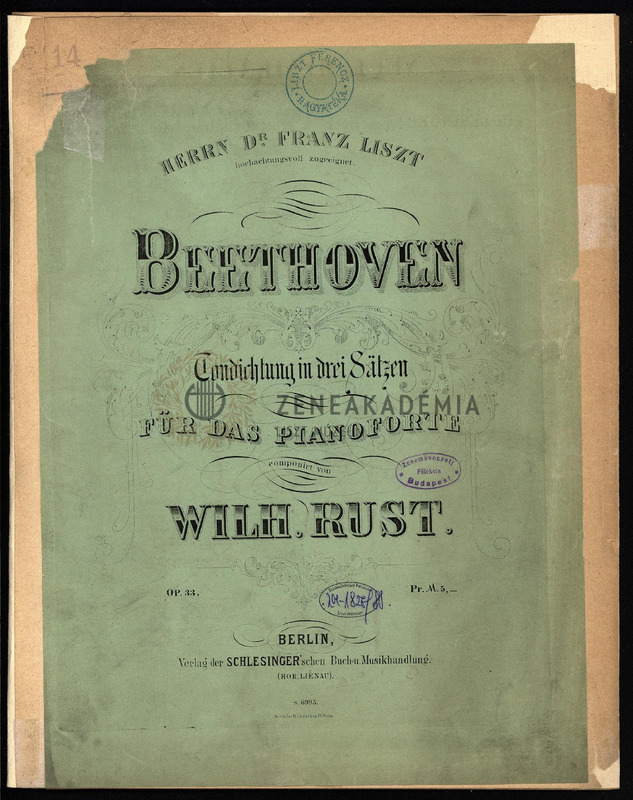 14
LISZT FERENC
HAGYATÉKA
HERRN DR. FRANZ LISZT
hochachtungsvoll zugeeignet.
BEETHOVEN
Tondichtung in drei Sätzen
ZENEAKADÉMIA
FÜR DAS PIANOFORTE
componirt von
Zeneművészeti
Főiskola
Budapest
WILH. RUST.
OP. 33.
Pr. M. 5,—
BERLIN,
Verlag der SCHLESINGER'schen Buch-u. Musikhandlung.
(ROB. LIENAU).
S. 6995.